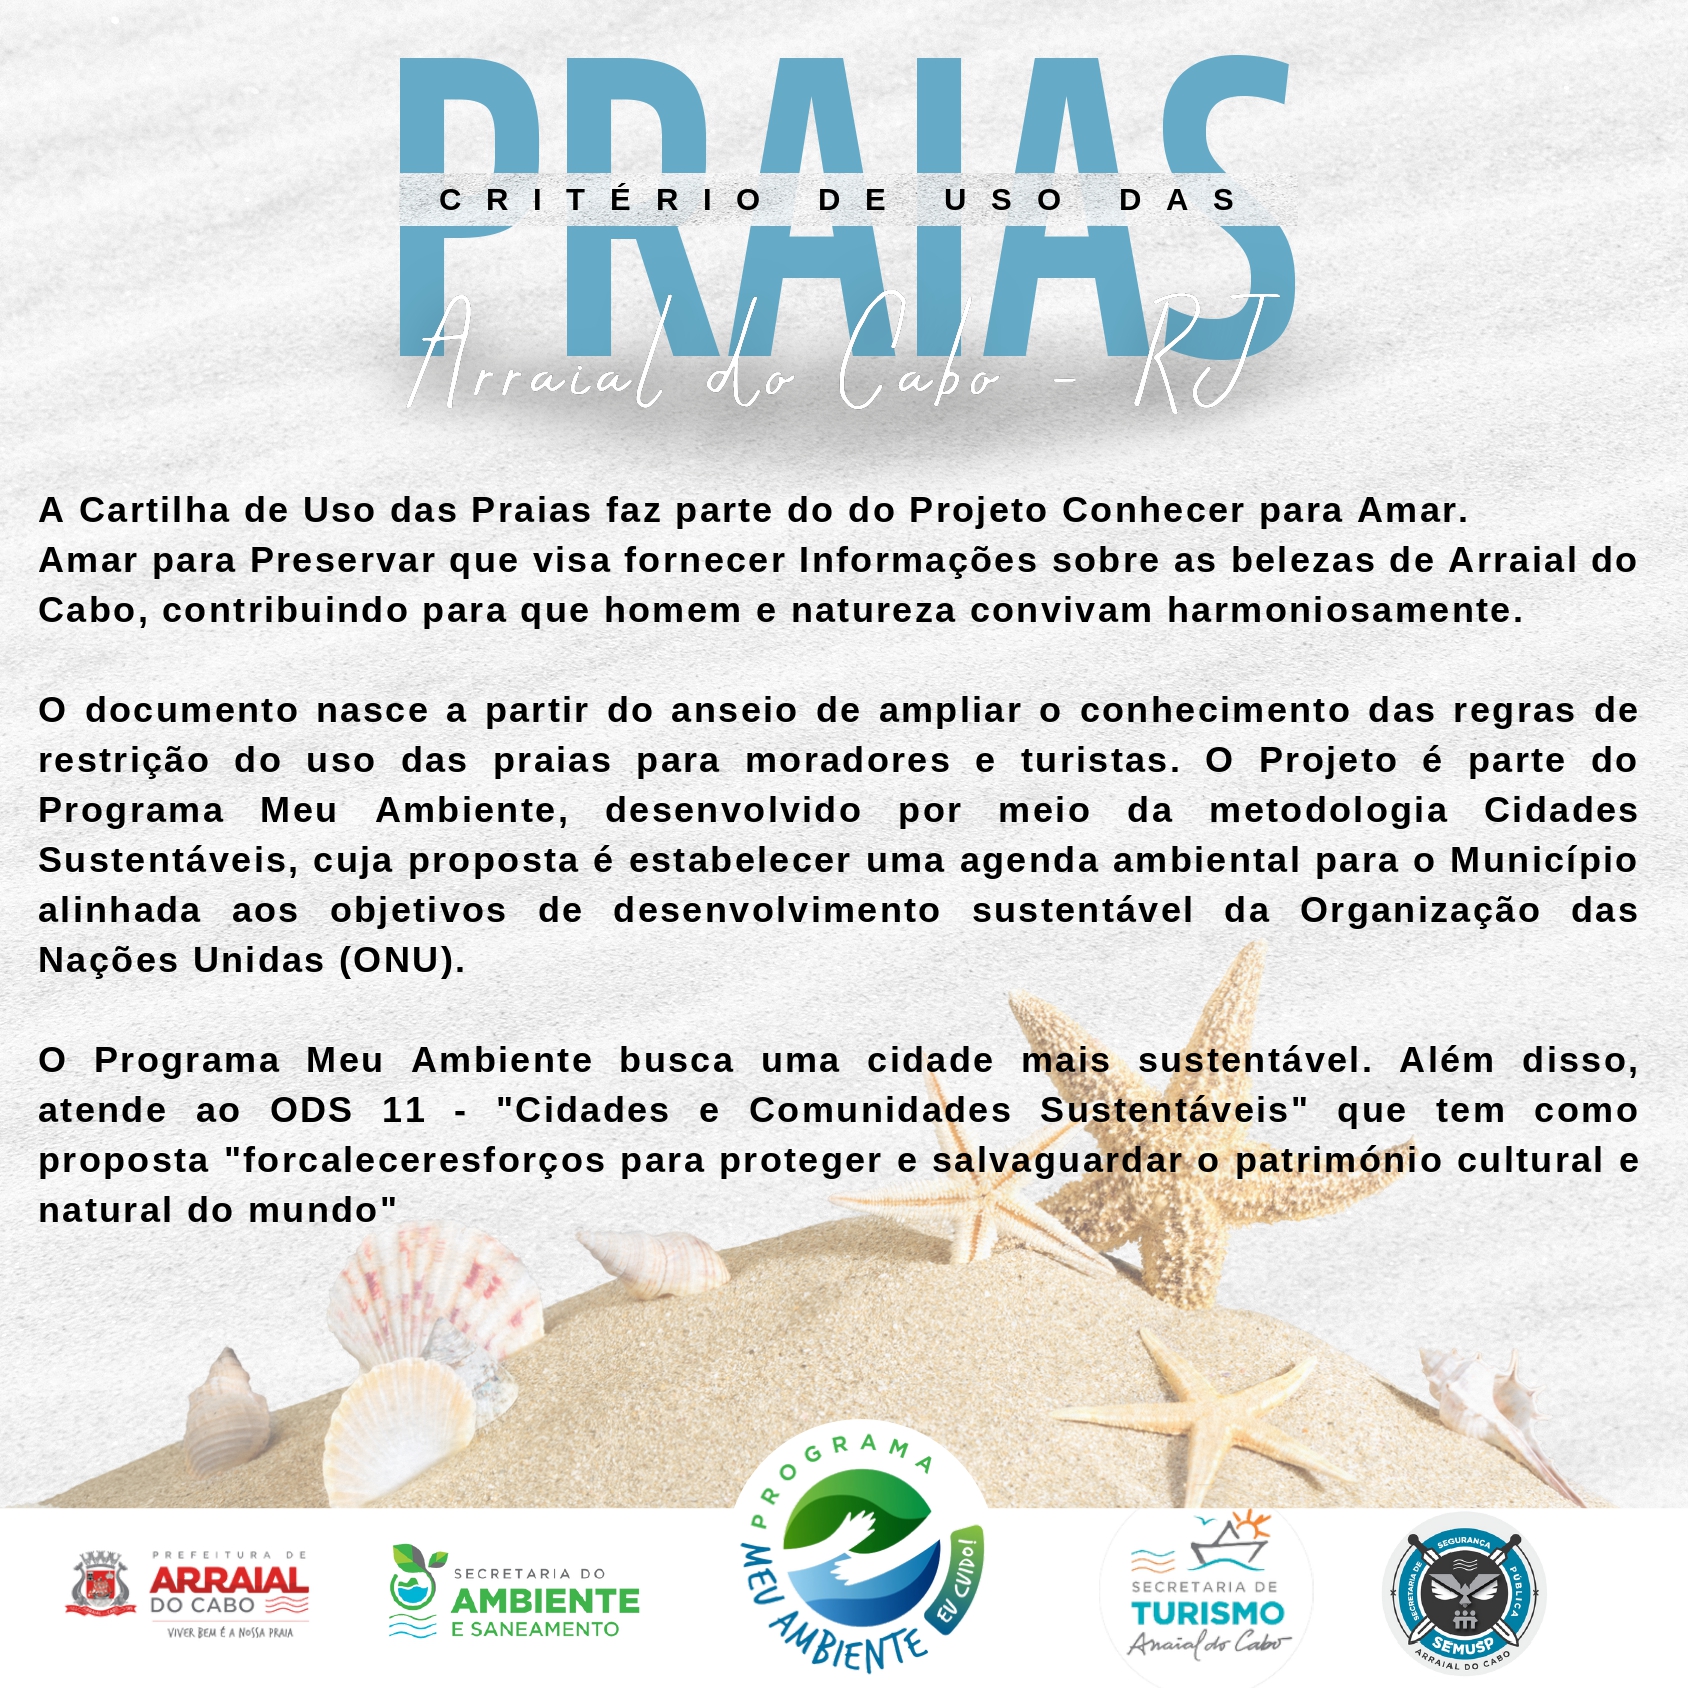 PRAIAS
CRITÉRIO DE USO DAS
Arraial do Cabo - RJ
A Cartilha de Uso das Praias faz parte do do Projeto Conhecer para Amar.
Amar para Preservar que visa fornecer Informações sobre as belezas de Arraial do
Cabo, contribuindo para que homem e natureza convivam harmoniosamente.
O documento nasce a partir do anseio de ampliar o conhecimento das regras de
restrição do uso das praias para moradores e turistas. O Projeto é parte do
Programa Meu Ambiente, desenvolvido por meio da metodologia Cidades
Sustentáveis, cuja proposta é estabelecer uma agenda ambiental para o Município
alinhada aos objetivos de desenvolvimento sustentável da Organização das
Nações Unidas (ONU).
O Programa Meu Ambiente busca uma cidade mais sustentável. Além disso,
atende ao ODS 11 - "Cidades e Comunidades Sustentáveis" que tem como
proposta "forcaleceresforços para proteger e salvaguardar o património cultural e
natural do mundo"
PREFEITURA DE
ARRAIAL
DO CABO
VIVER BEM É A NOSSA PRAIA
SECRETARIA DO
AMBIENTE
E SANEAMENTO
PROGRAMA
MEU AMBIENTE
EU CUIDO!
SECRETARIA DE
TURISMO
Arraial do Cabo
SECRETARIA DE SEGURANÇA PÚBLICA
SEMUSP
ARRAIAL DO CABO